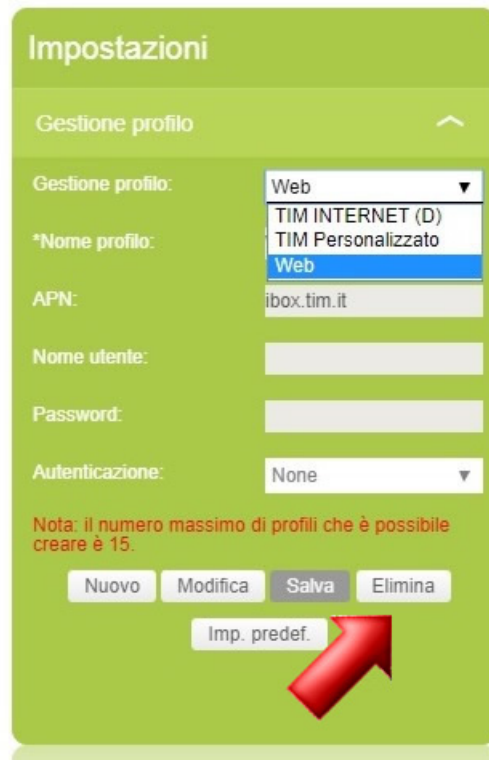 Impostazioni
Gestione profilo
Gestione profilo: Web
TIM INTERNET (D)
*Nome profilo: TIM Personalizzato
Web
APN: ibox.tim.it
Nome utente:
Password:
Autenticazione: None
Nota: il numero massimo di profili che è possibile
creare è 15.
Nuovo Modifica Salva Elimina
Imp. predef.